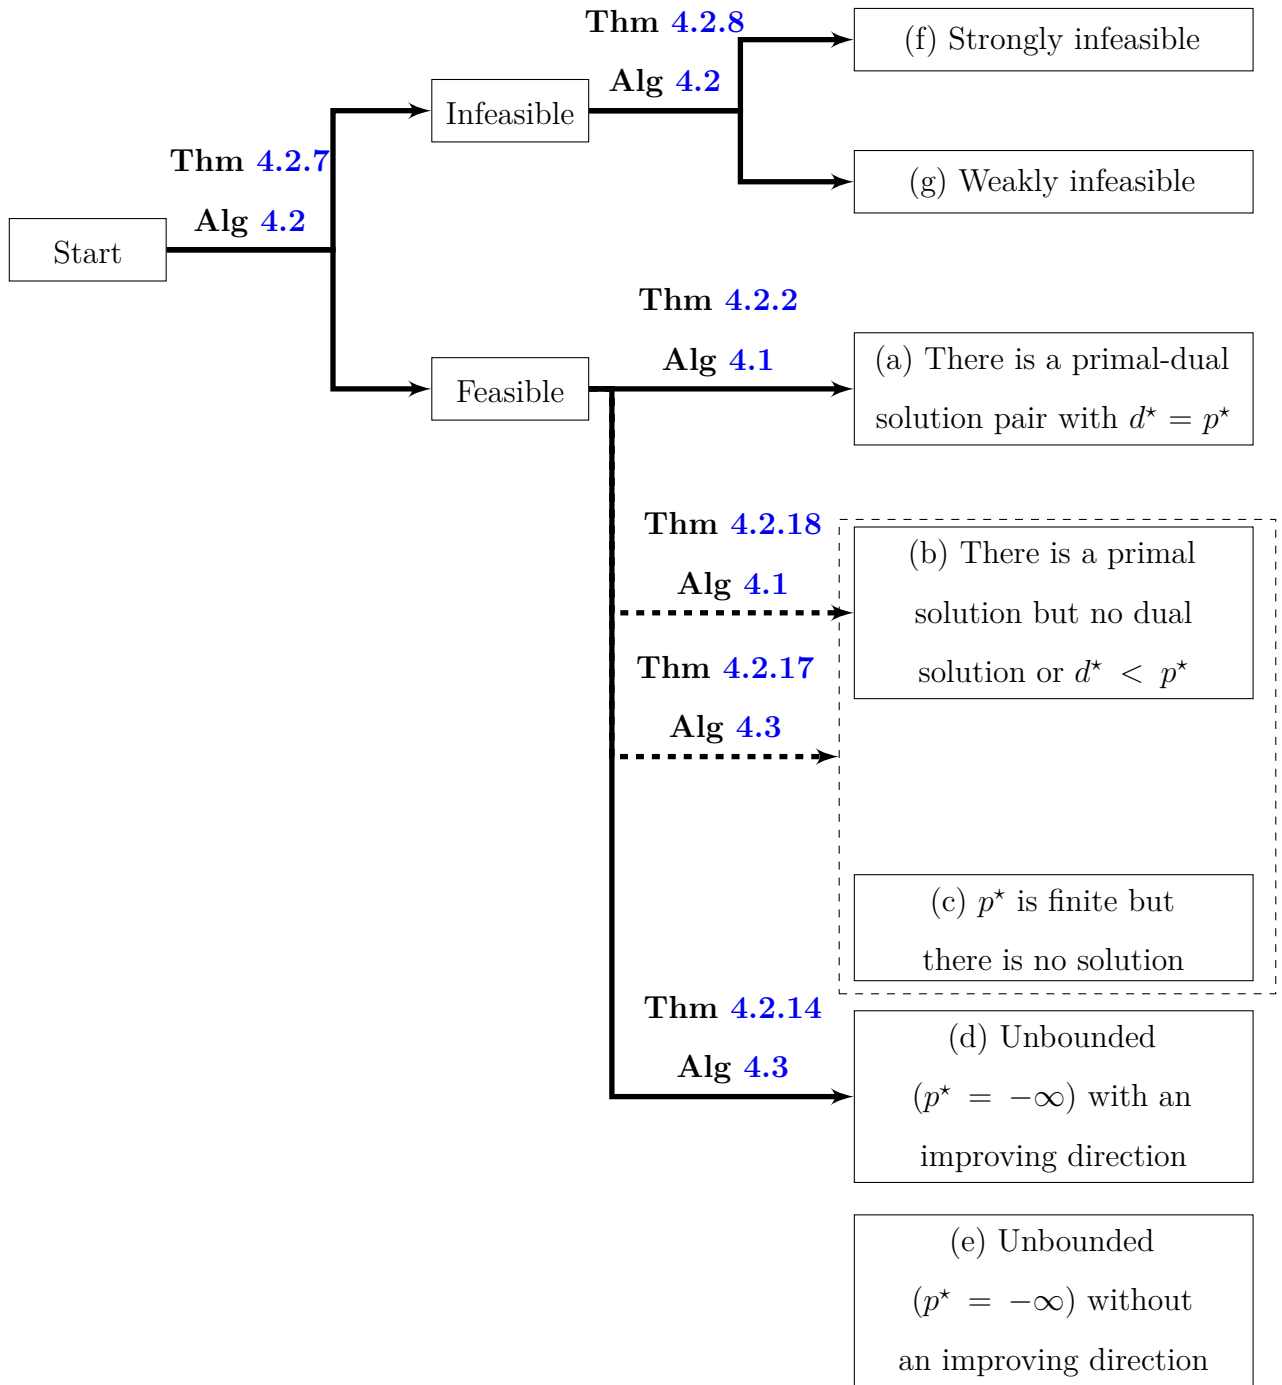 Thm 4.2.8
Alg 4.2
(f) Strongly infeasible
Infeasible
Thm 4.2.7
Alg 4.2
(g) Weakly infeasible
Start
Thm 4.2.2
Alg 4.1
Feasible
(a) There is a primal-dual
solution pair with d⋆ = p⋆
Thm 4.2.18
Alg 4.1
(b) There is a primal
solution but no dual
solution or d⋆ < p⋆
Thm 4.2.17
Alg 4.3
(c) p⋆ is finite but
there is no solution
Thm 4.2.14
Alg 4.3
(d) Unbounded
(p⋆ = −∞) with an
improving direction
(e) Unbounded
(p⋆ = −∞) without
an improving direction